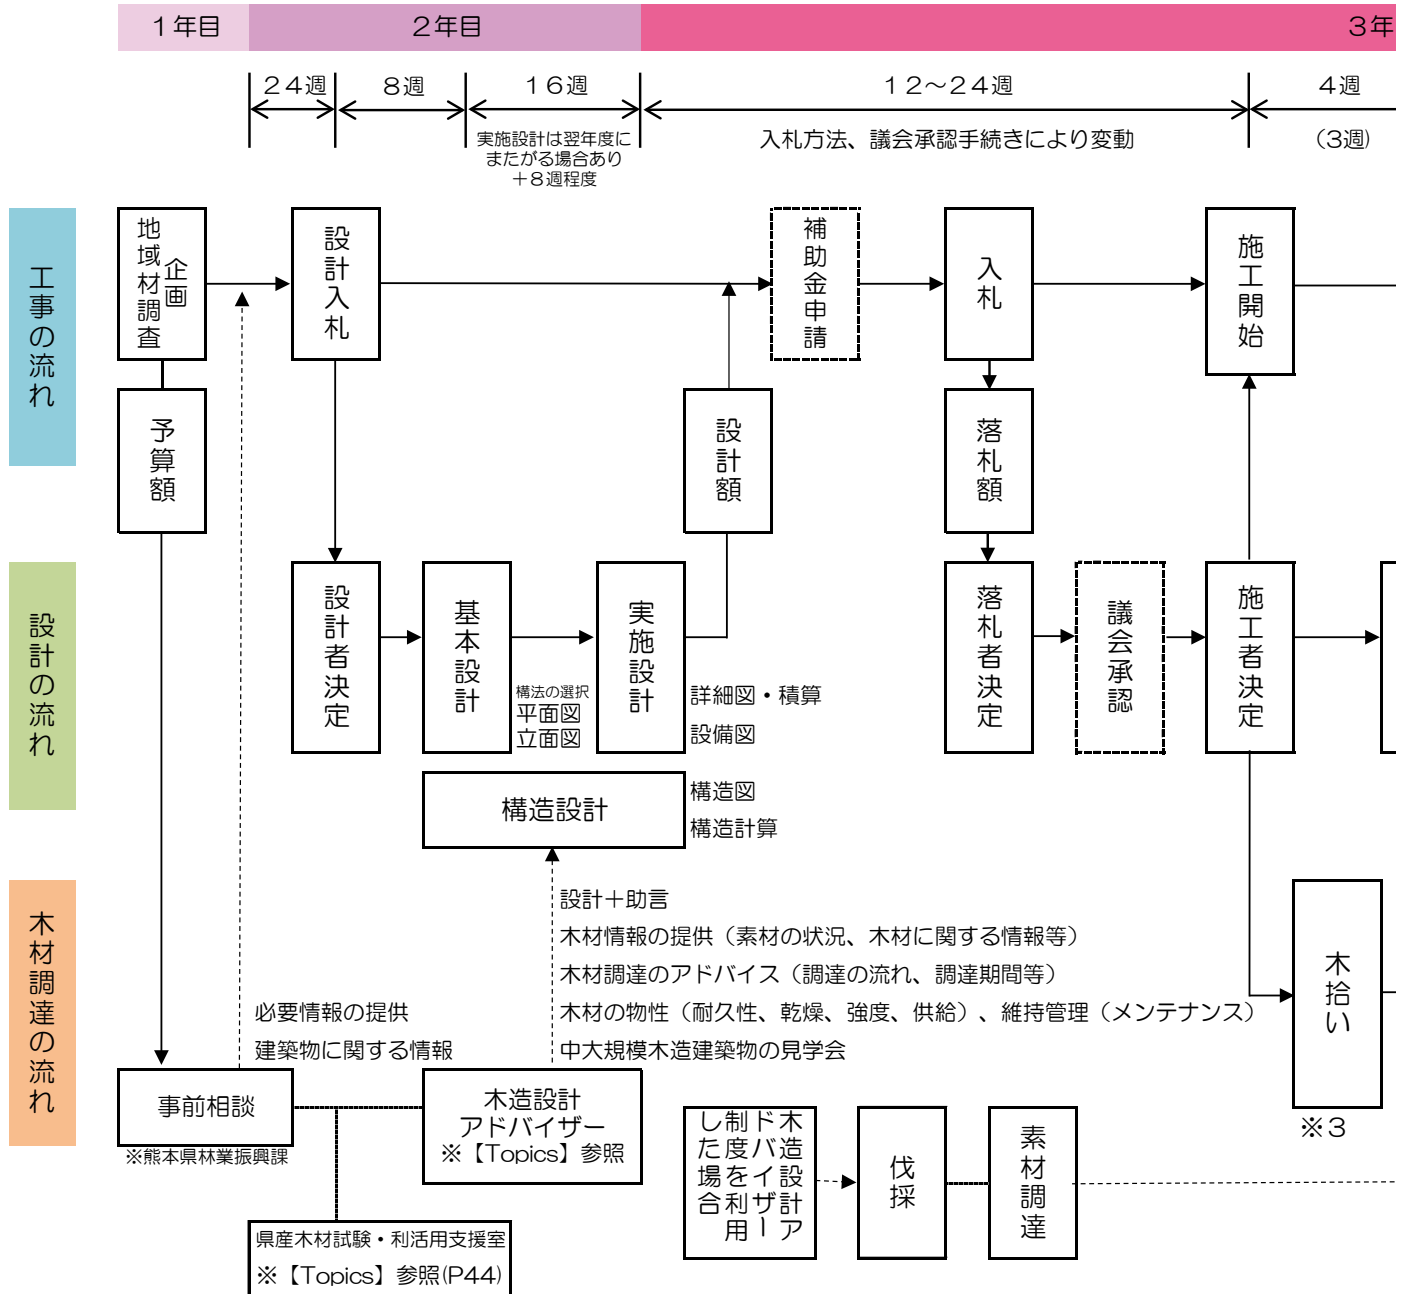 1年目
2年目
3年
24週
8週
16週
12～24週
4週
実施設計は翌年度に
またがる場合あり
＋8週程度
入札方法、議会承認手続きにより変動
(3週)
工事の流れ
地域材調査
企画
設計入札
補助金申請
入札
施工開始
予算額
設計額
落札額
設計の流れ
設計者決定
基本設計
構法の選択
平面図
立面図
実施設計
詳細図・積算
設備図
落札者決定
議会承認
施工者決定
構造設計
構造図
構造計算
木材調達の流れ
設計＋助言
木材情報の提供（素材の状況、木材に関する情報等）
木材調達のアドバイス（調達の流れ、調達期間等）
木材の物性（耐久性、乾燥、強度、供給）、維持管理（メンテナンス）
中大規模木造建築物の見学会
必要情報の提供
建築物に関する情報
木拾い
※3
事前相談
※熊本県林業振興課
木造設計
アドバイザー
※【Topics】参照
木造設計ア
ドバイザー
制度を利用
した場合
伐採
素材調達
県産木材試験・利活用支援室
※【Topics】参照(P44)